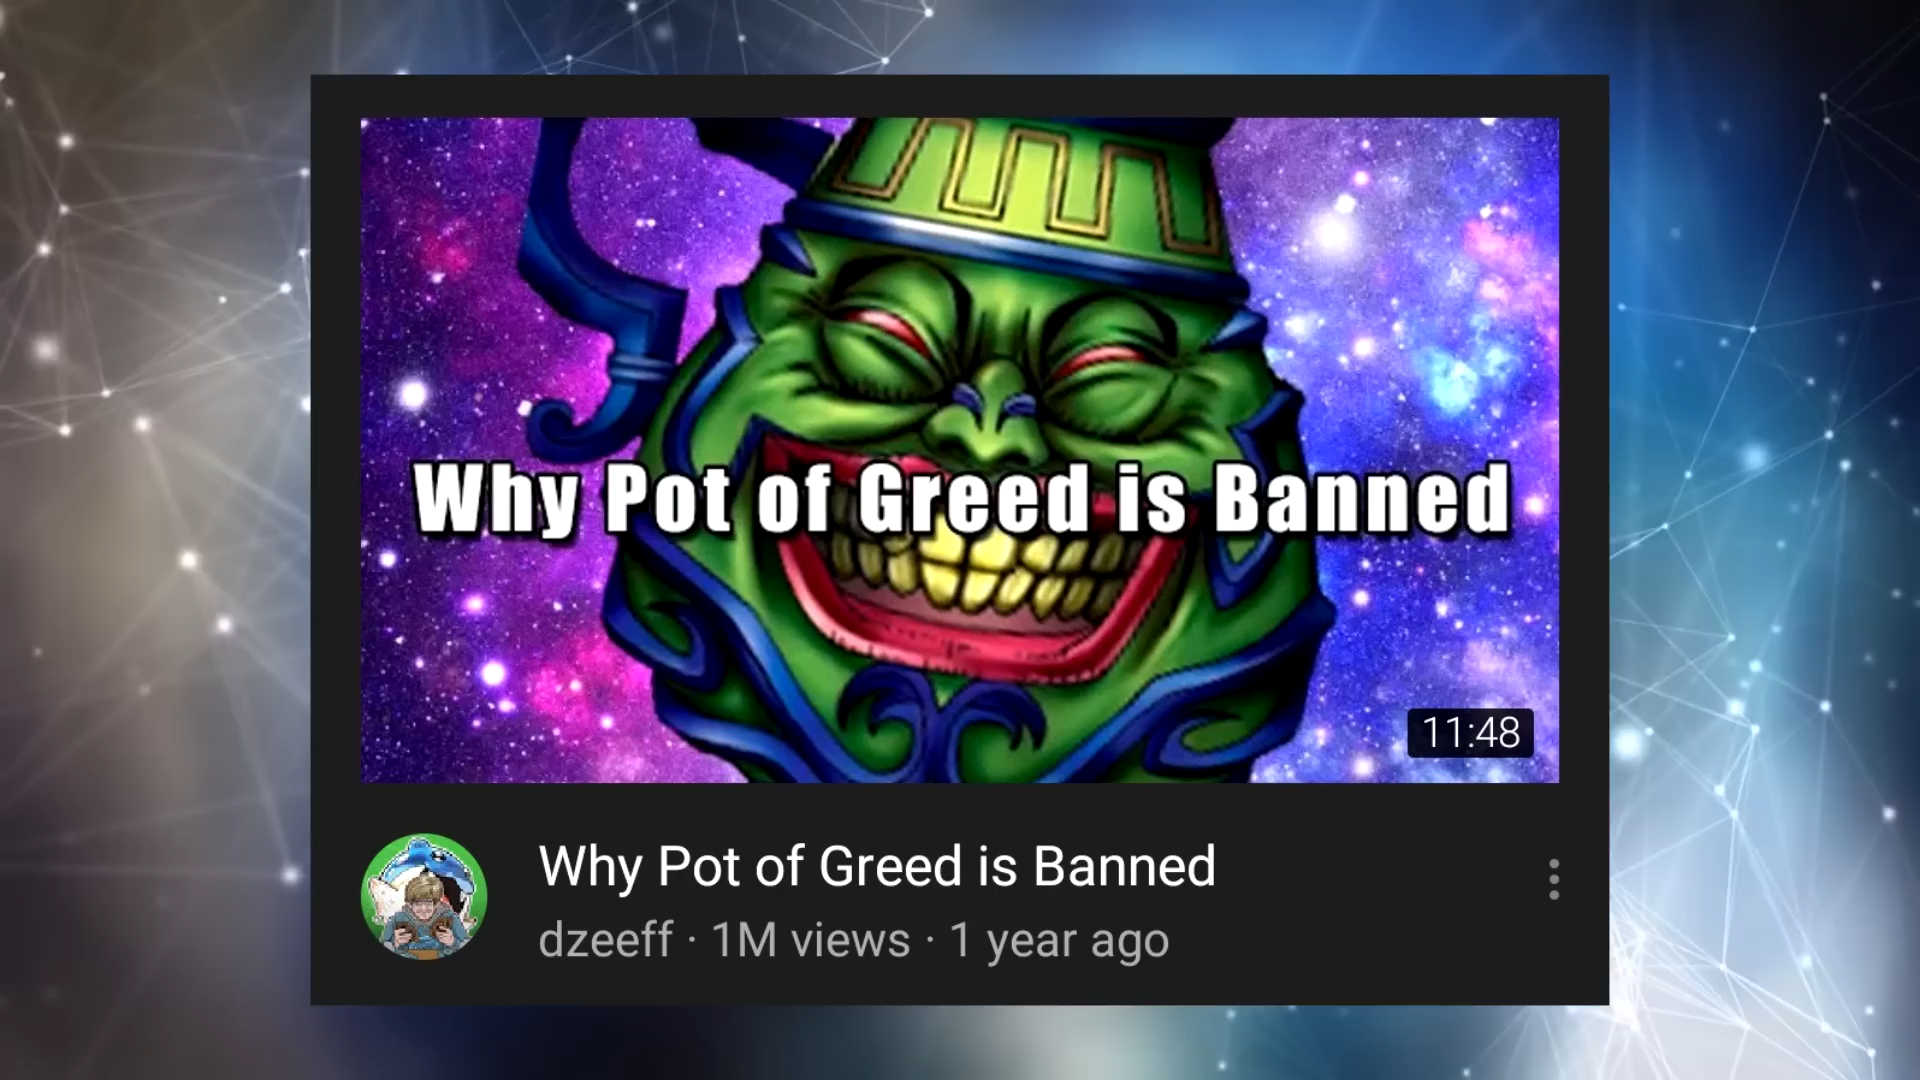 Why Pot of Greed is Banned
11:48
Why Pot of Greed is Banned
dzeeff · 1M views · 1 year ago